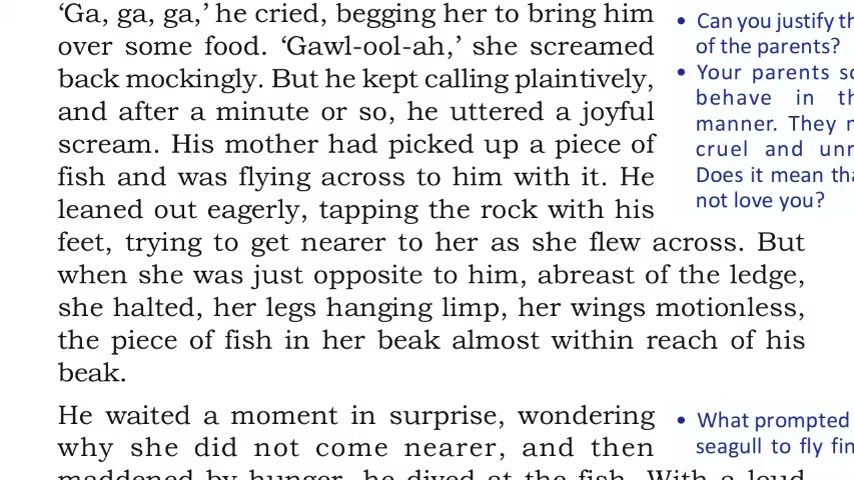 ‘Ga, ga, ga,’ he cried, begging her to bring him
over some food. ‘Gawl-ool-ah,’ she screamed
back mockingly. But he kept calling plaintively,
and after a minute or so, he uttered a joyful
scream. His mother had picked up a piece of
fish and was flying across to him with it. He
leaned out eagerly, tapping the rock with his
feet, trying to get nearer to her as she flew across. But
when she was just opposite to him, abreast of the ledge,
she halted, her legs hanging limp, her wings motionless,
the piece of fish in her beak almost within reach of his
beak.
He waited a moment in surprise, wondering
why she did not come nearer, and then
maddened by hunger, he dived at the fish. With a loud
• Can you justify
of the parents?
• Your parents
behave in
manner. They
cruel and
Does it mean
not love you?
• What prompted
seagull to fly